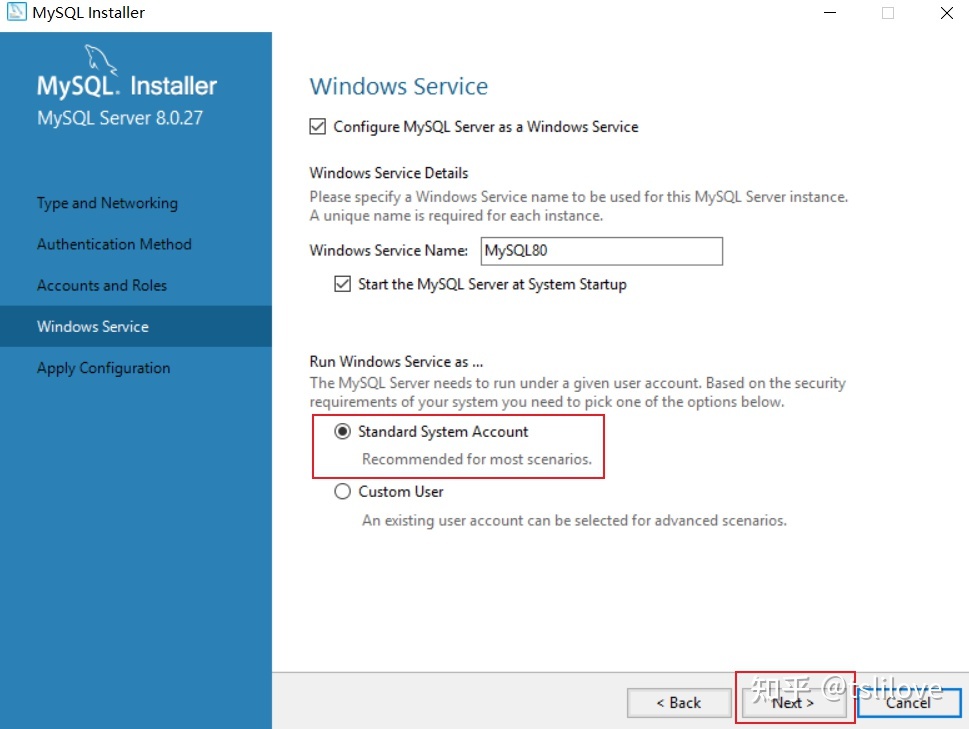 MySQL Installer
MySQL. Installer
MySQL Server 8.0.27
Type and Networking
Authentication Method
Accounts and Roles
Windows Service
Apply Configuration
Windows Service
Configure MySQL Server as a Windows Service
Windows Service Details
Please specify a Windows Service name to be used for this MySQL Server instance.
A unique name is required for each instance.
Windows Service Name: MySQL80
Start the MySQL Server at System Startup
Run Windows Service as ...
The MySQL Server needs to run under a given user account. Based on the security
requirements of your system you need to pick one of the options below.
Standard System Account
Recommended for most scenarios.
Custom User
An existing user account can be selected for advanced scenarios.
知乎 @tslilove
< Back Next > Cancel